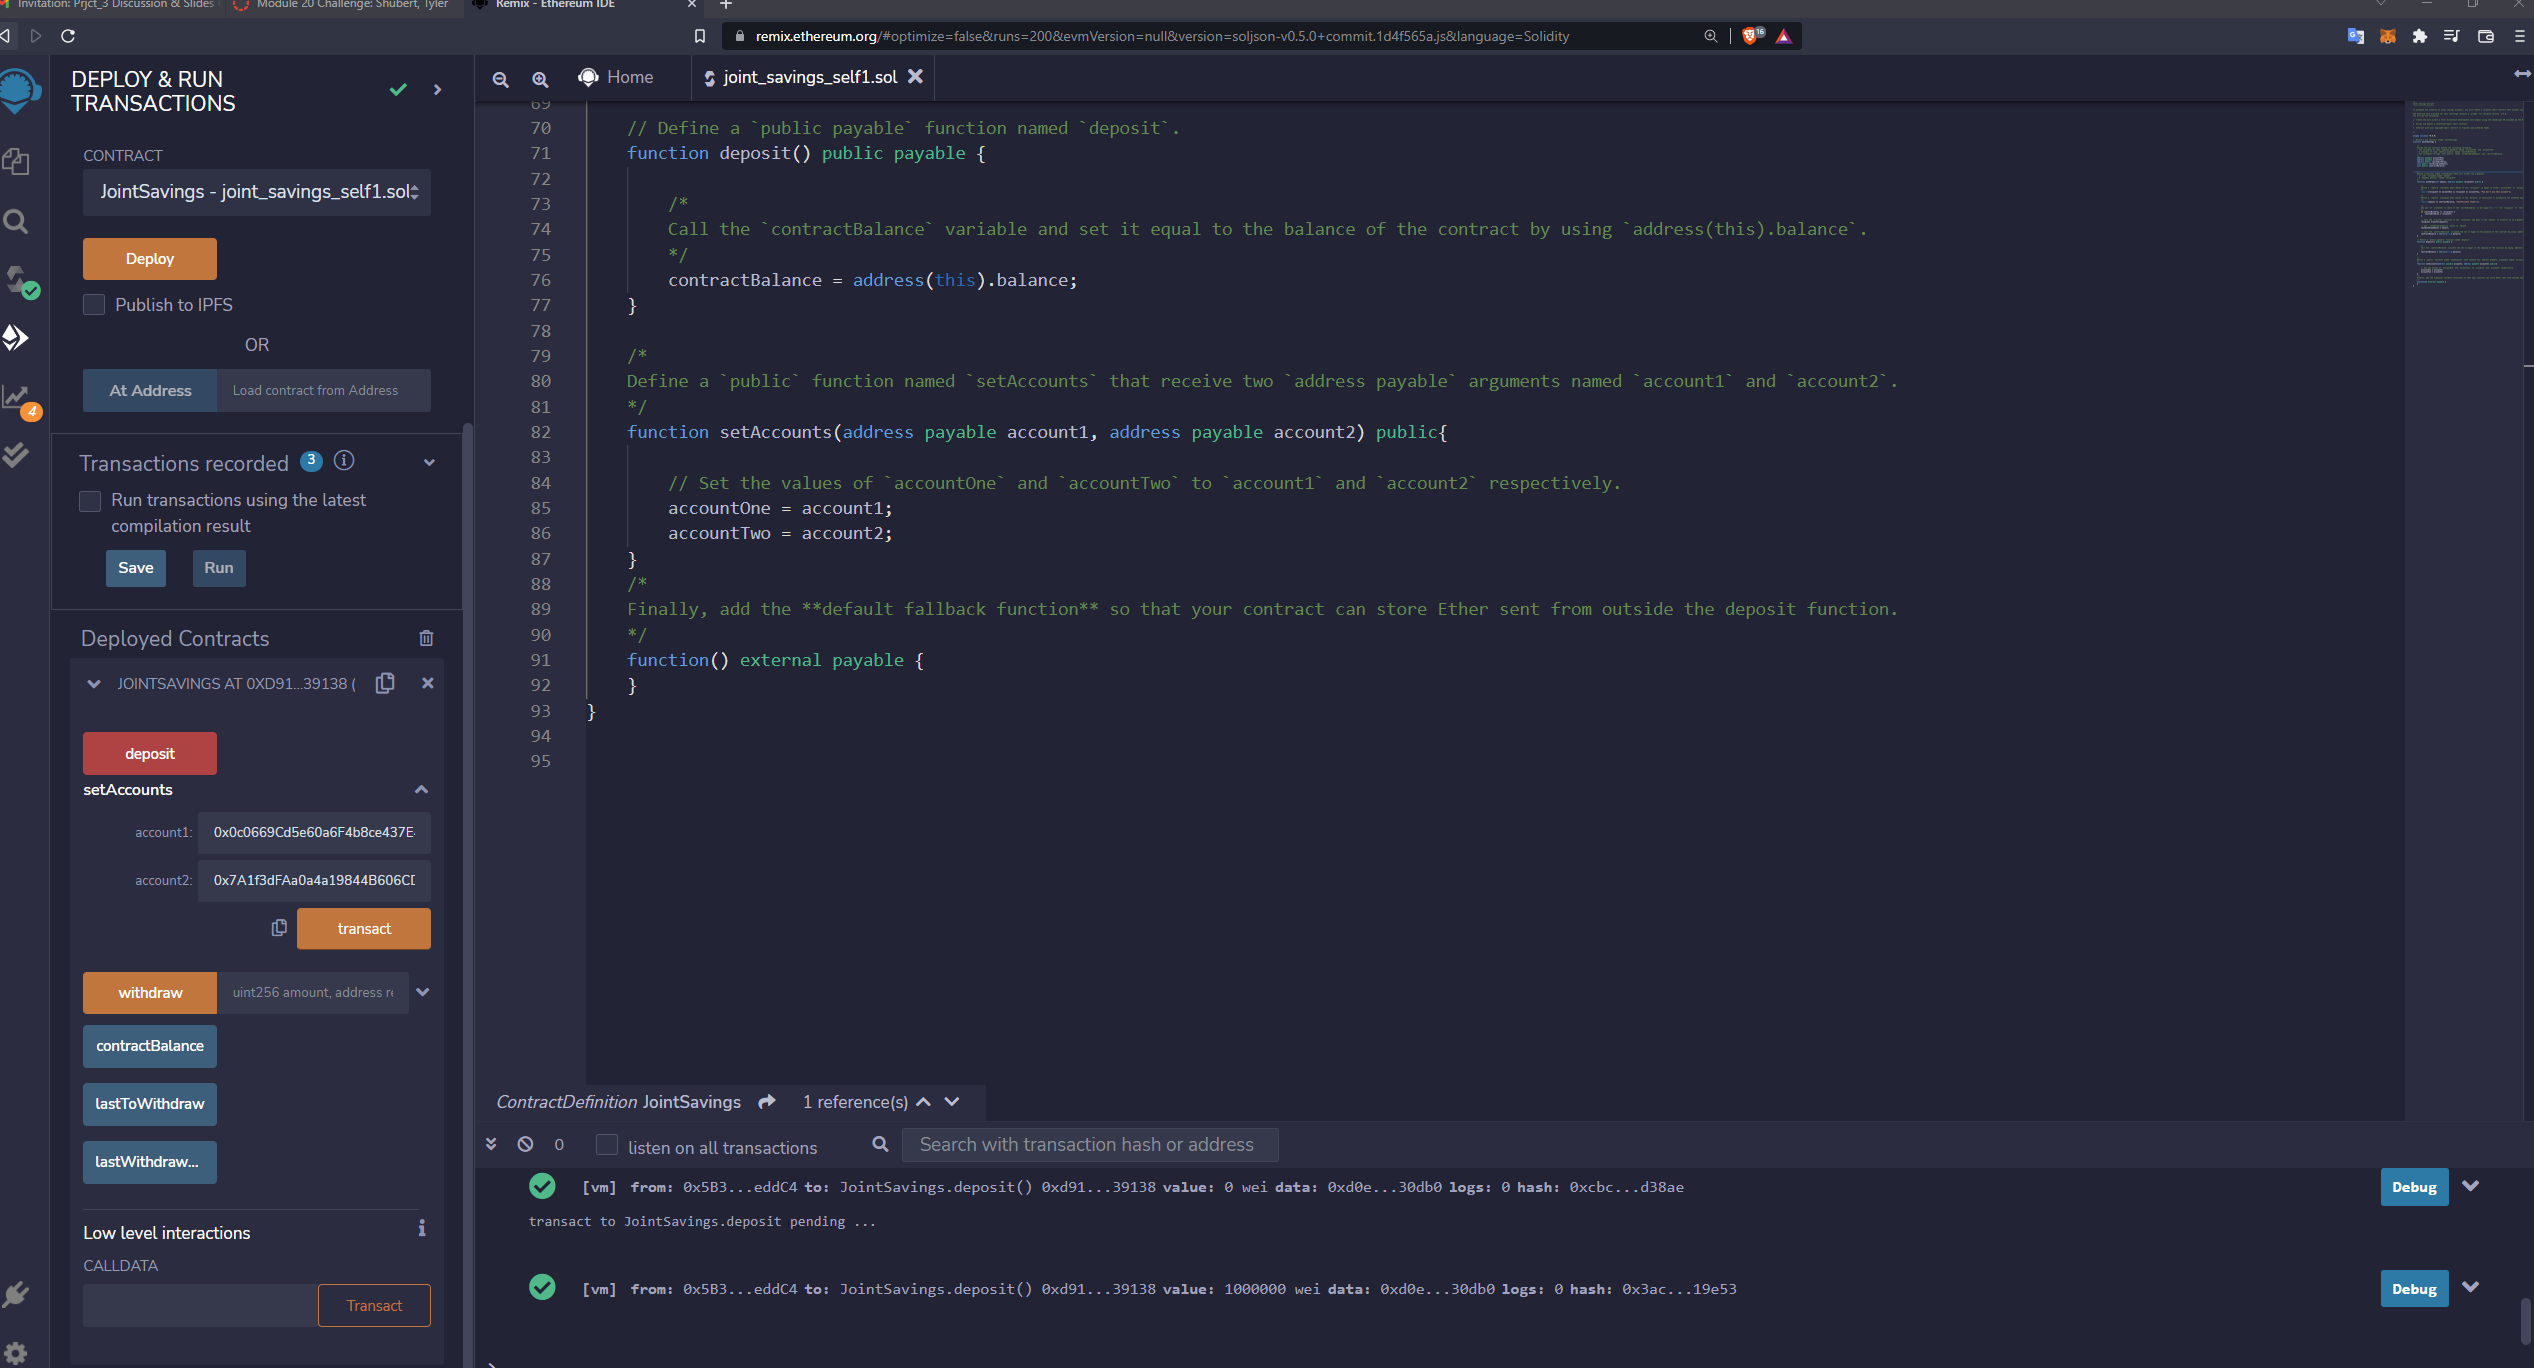 Invitation: Prjct_3 Discussion & Slides
Module 20 Challenge: Shubert, Tyler
Remix - Ethereum IDE
remix.ethereum.org/#optimize=false&runs=200&evmVersion=null&version=soljson-v0.5.0+commit.1d4f565a.js&language=Solidity
16
DEPLOY & RUN
TRANSACTIONS
CONTRACT
JointSavings - joint_savings_self1.sol
Deploy
Publish to IPFS
OR
At Address
Load contract from Address
4
Transactions recorded 3
Run transactions using the latest
compilation result
Save
Run
Deployed Contracts
JOINTSAVINGS AT 0XD91...39138 (
deposit
setAccounts
account1: 0x0c0669Cd5e60a6F4b8ce437E
account2: 0x7A1f3dFAa0a4a19844B606CD
transact
withdraw
uint256 amount, address re
contractBalance
lastToWithdraw
lastWithdraw...
Low level interactions
CALLDATA
Transact
Home
joint_savings_self1.sol
69
70 // Define a `public payable` function named `deposit`.
71 function deposit() public payable {
72
73 /*
74 Call the `contractBalance` variable and set it equal to the balance of the contract by using `address(this).balance`.
75 */
76 contractBalance = address(this).balance;
77 }
78
79 /*
80 Define a `public` function named `setAccounts` that receive two `address payable` arguments named `account1` and `account2`.
81 */
82 function setAccounts(address payable account1, address payable account2) public{
83
84 // Set the values of `accountOne` and `accountTwo` to `account1` and `account2` respectively.
85 accountOne = account1;
86 accountTwo = account2;
87 }
88 /*
89 Finally, add the **default fallback function** so that your contract can store Ether sent from outside the deposit function.
90 */
91 function() external payable {
92 }
93 }
94
95
ContractDefinition JointSavings 1 reference(s)
0 listen on all transactions Search with transaction hash or address
[vm] from: 0x5B3...eddC4 to: JointSavings.deposit() 0xd91...39138 value: 0 wei data: 0xd0e...30db0 logs: 0 hash: 0xcbc...d38ae
Debug
transact to JointSavings.deposit pending ...
[vm] from: 0x5B3...eddC4 to: JointSavings.deposit() 0xd91...39138 value: 1000000 wei data: 0xd0e...30db0 logs: 0 hash: 0x3ac...19e53
Debug
>